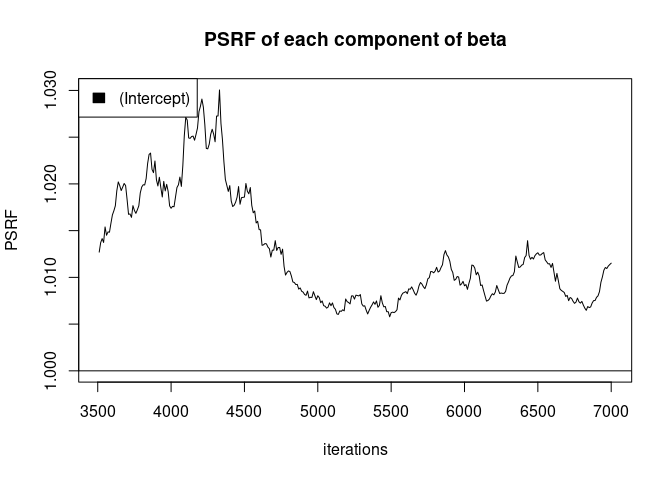 PSRF of each component of beta
(Intercept)
PSRF
1.030
1.020
1.010
1.000
3500 4000 4500 5000 5500 6000 6500 7000
iterations